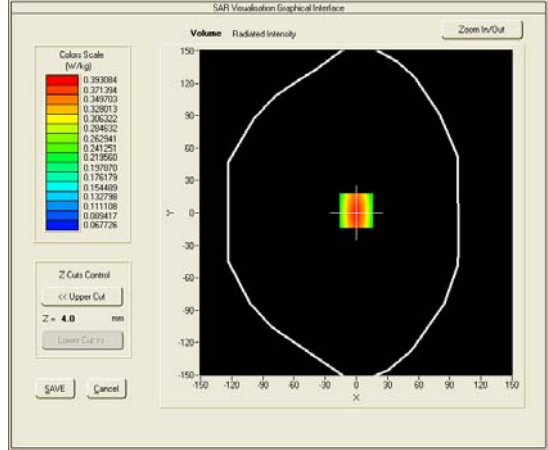 SAR Visualisation Graphical Interface
Volume Radiated Intensity
Zoom In/Out
Colors Scale
(W/kg)
0.393084
0.371394
0.349703
0.328013
0.306322
0.284632
0.262941
0.241251
0.219560
0.197870
0.176179
0.154489
0.132798
0.111108
0.089417
0.067726
Z-Cuts Control
<< Upper Cut
Z = 4.0 mm
Lower Cut >>
SAVE Cancel
150
120
90
60
30
0
-30
-60
-90
-120
-150
Y
-150 -120 -90 -60 -30 0 30 60 90 120 150
X